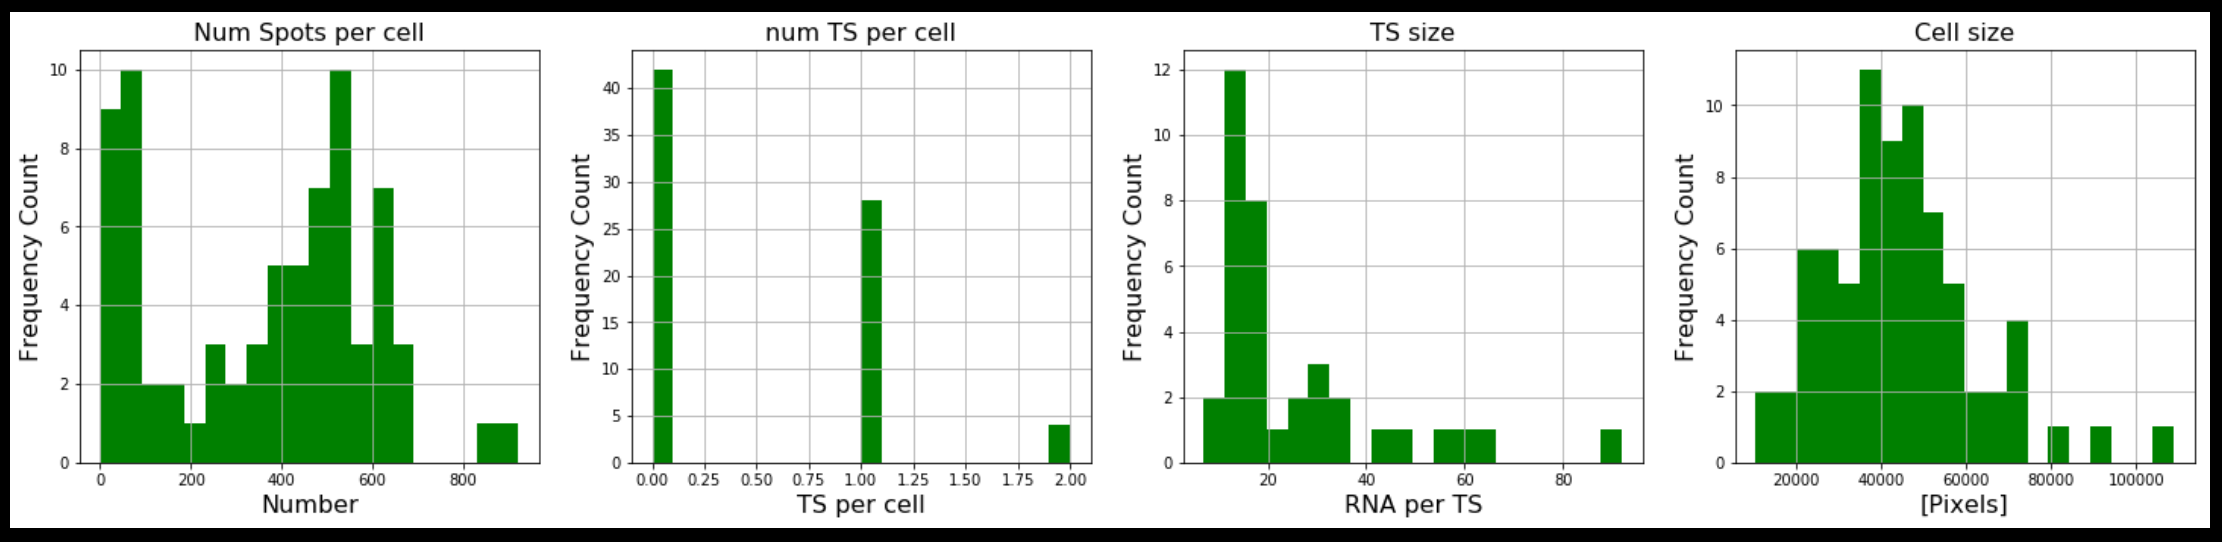 Num Spots per cell
Frequency Count
10
8
6
4
2
0
0 200 400 600 800
Number
num TS per cell
Frequency Count
40
35
30
25
20
15
10
5
0
0.00 0.25 0.50 0.75 1.00 1.25 1.50 1.75 2.00
TS per cell
TS size
Frequency Count
12
10
8
6
4
2
0
20 40 60 80
RNA per TS
Cell size
Frequency Count
10
8
6
4
2
0
20000 40000 60000 80000 100000
[Pixels]